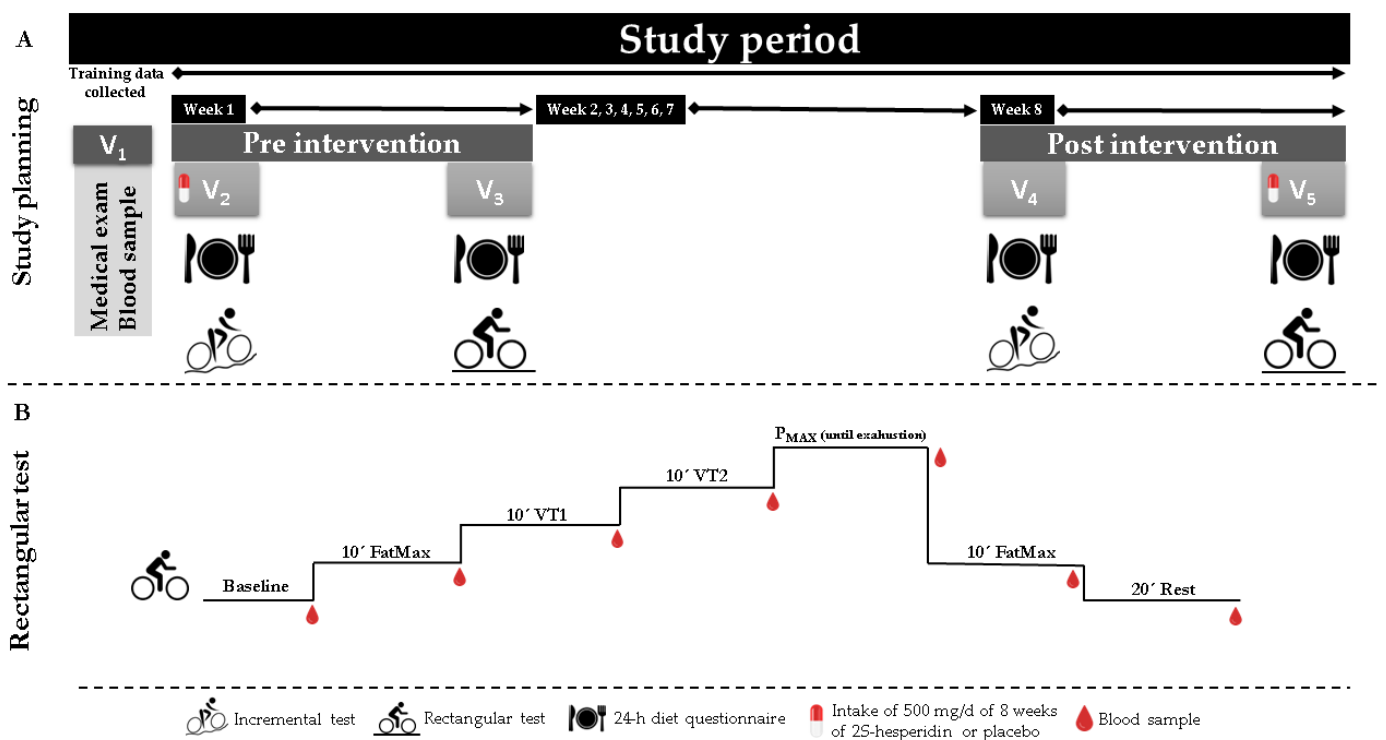 A
Study period
Training data
collected
Study planning
Week 1
Week 2, 3, 4, 5, 6, 7
Week 8
V1
Pre intervention
Post intervention
Medical exam
Blood sample
V2
V3
V4
V5
B
Rectangular test
PMAX (until exahustion)
10´ VT2
10´ VT1
10´ FatMax
10´ FatMax
Baseline
20´ Rest
Incremental test
Rectangular test
24-h diet questionnaire
Intake of 500 mg/d of 8 weeks
of 2S-hesperidin or placebo
Blood sample